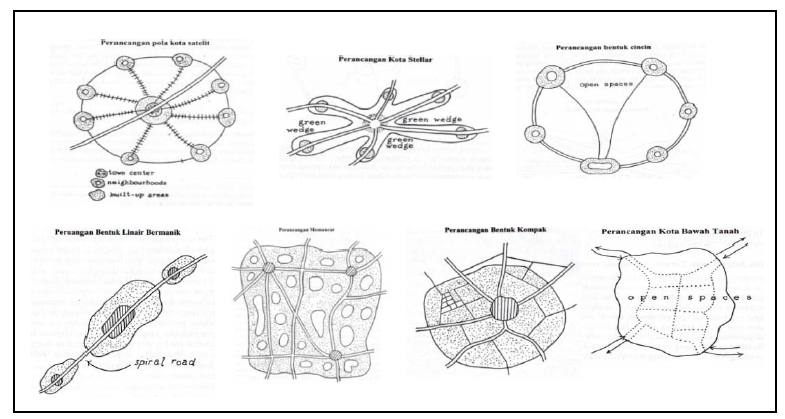 Perancangan pola kota satelit
town center
neighbourhoods
built-up areas
Perancangan Kota Stellar
green wedge
green wedge
green wedge
Perancangan bentuk cincin
open spaces
Peruangan Bentuk Linair Bermanik
spiral road
Perancangan Memancar
Perancangan Bentuk Kompak
Perancangan Kota Bawah Tanah
open spaces